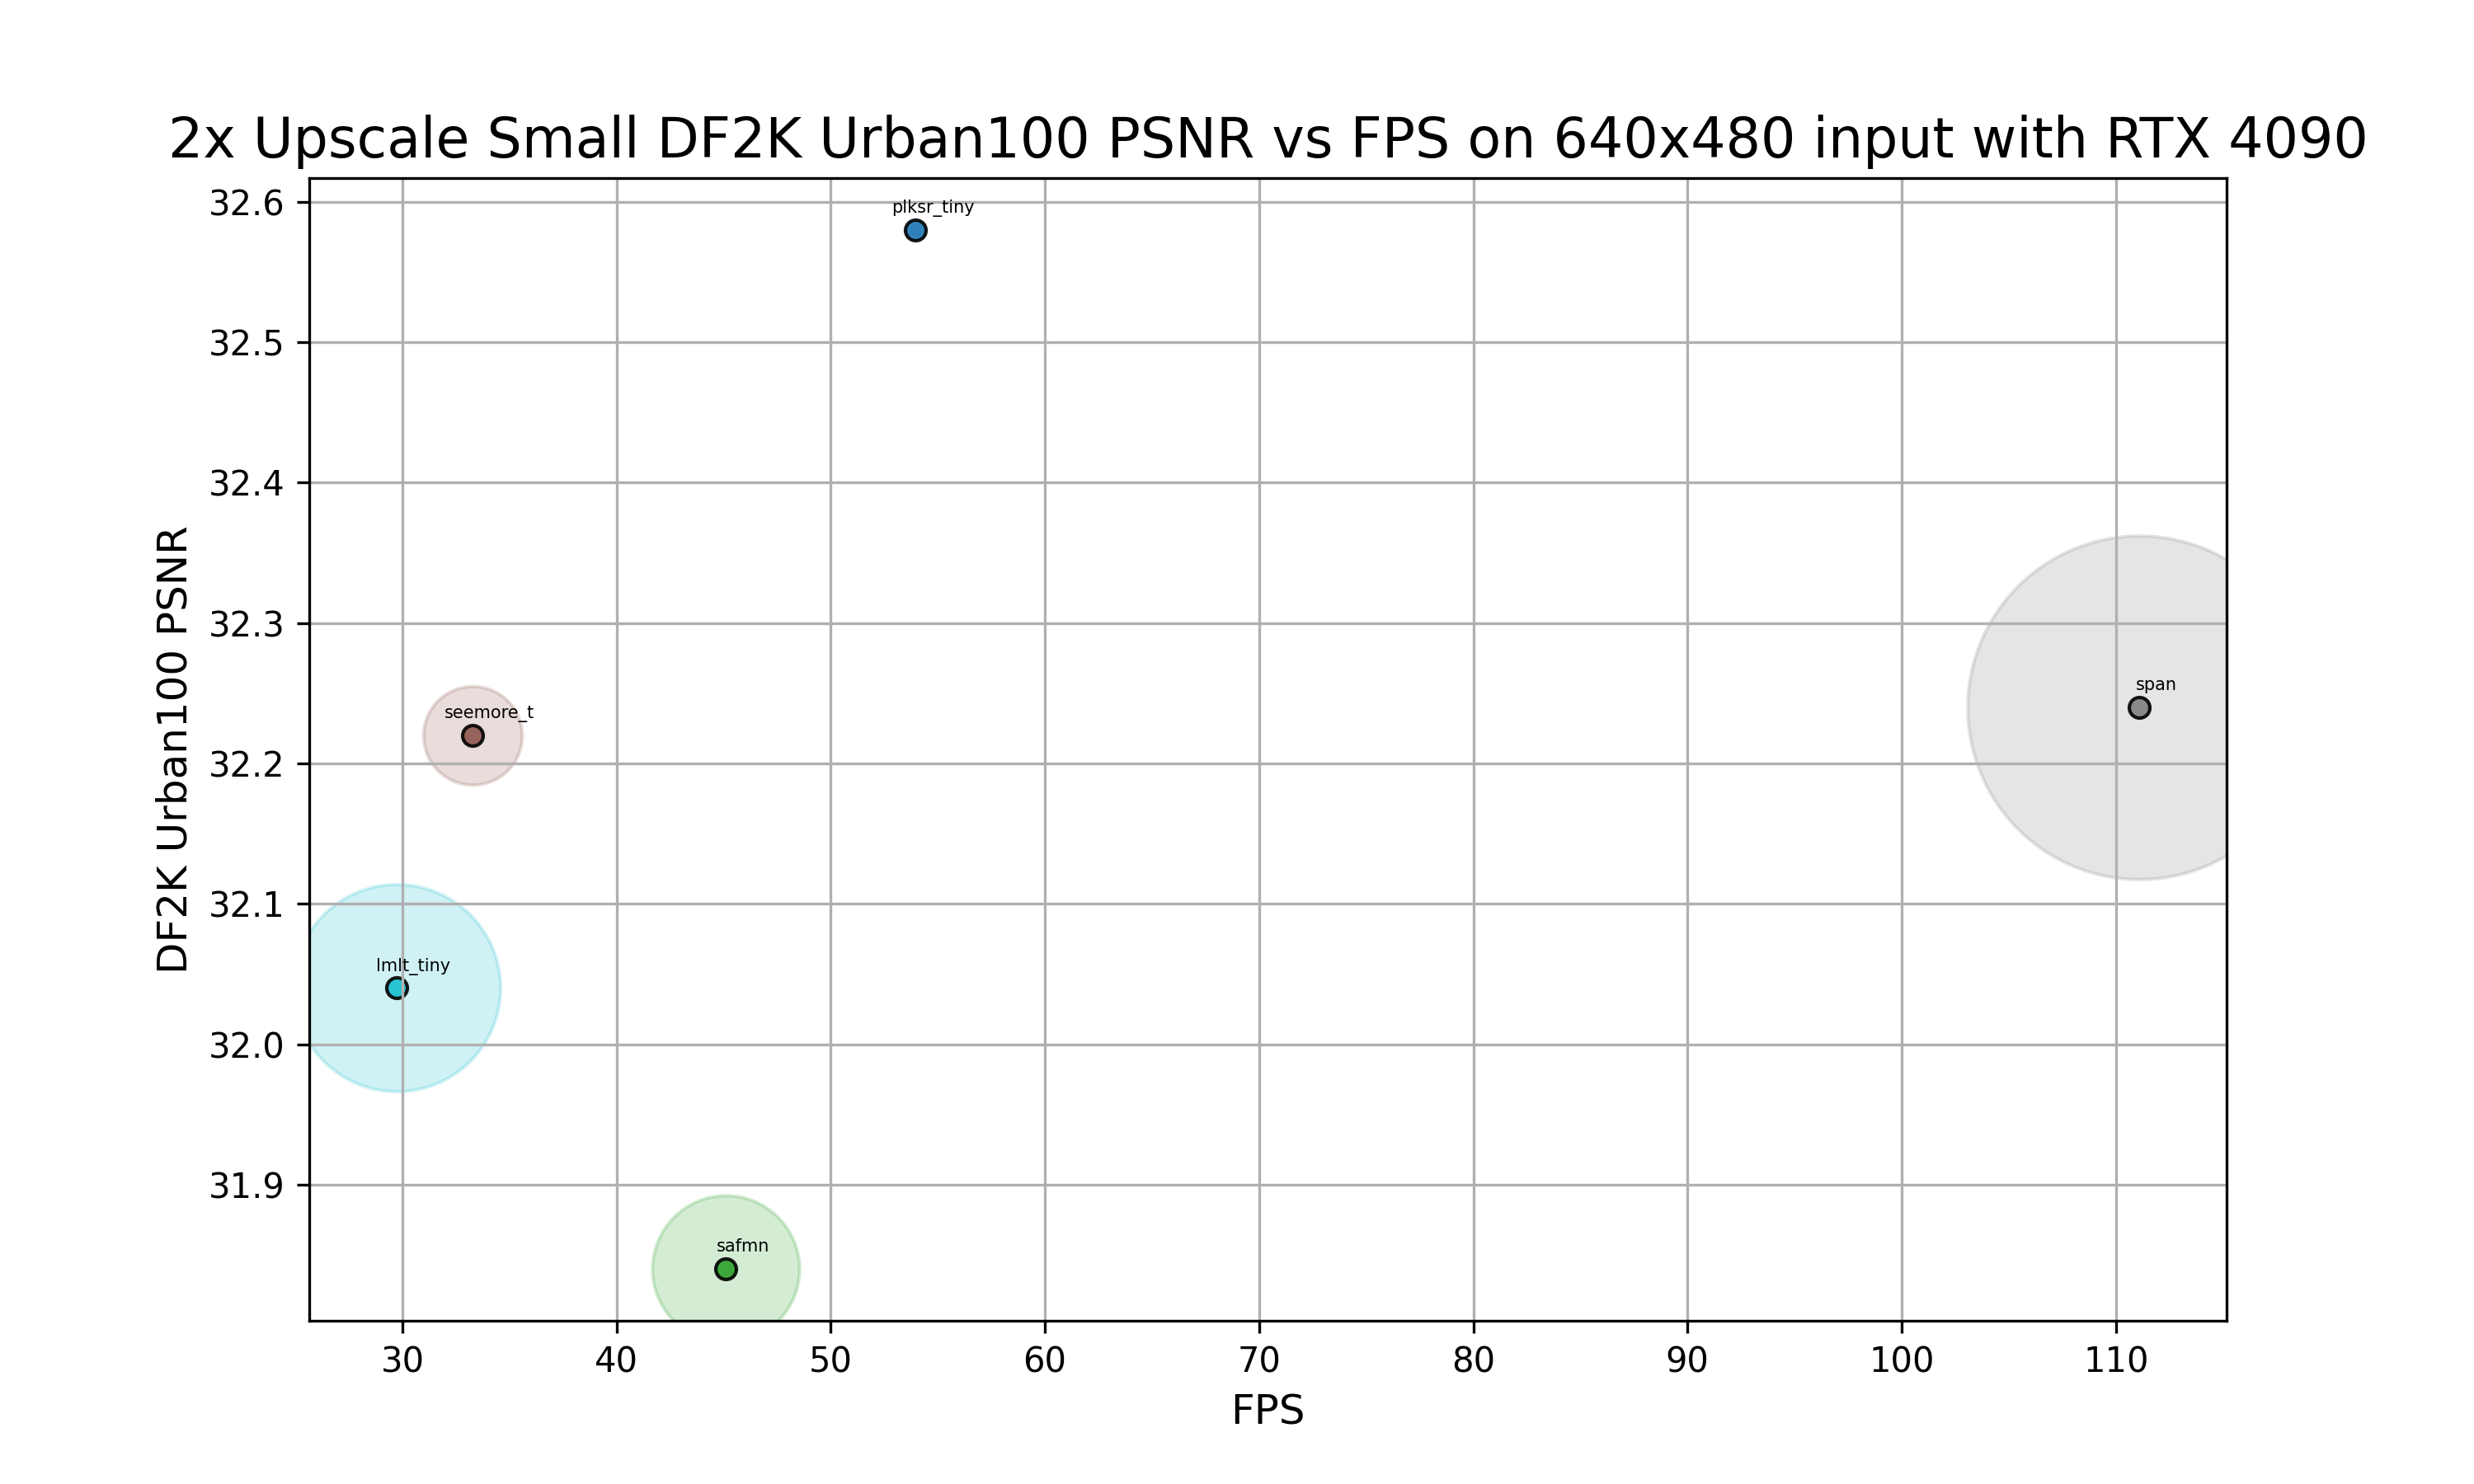 2x Upscale Small DF2K Urban100 PSNR vs FPS on 640x480 input with RTX 4090
DF2K Urban100 PSNR
32.6
32.5
32.4
32.3
32.2
32.1
32.0
31.9
plksr_tiny
span
seemore_t
lmlt_tiny
safmn
30 40 50 60 70 80 90 100 110
FPS